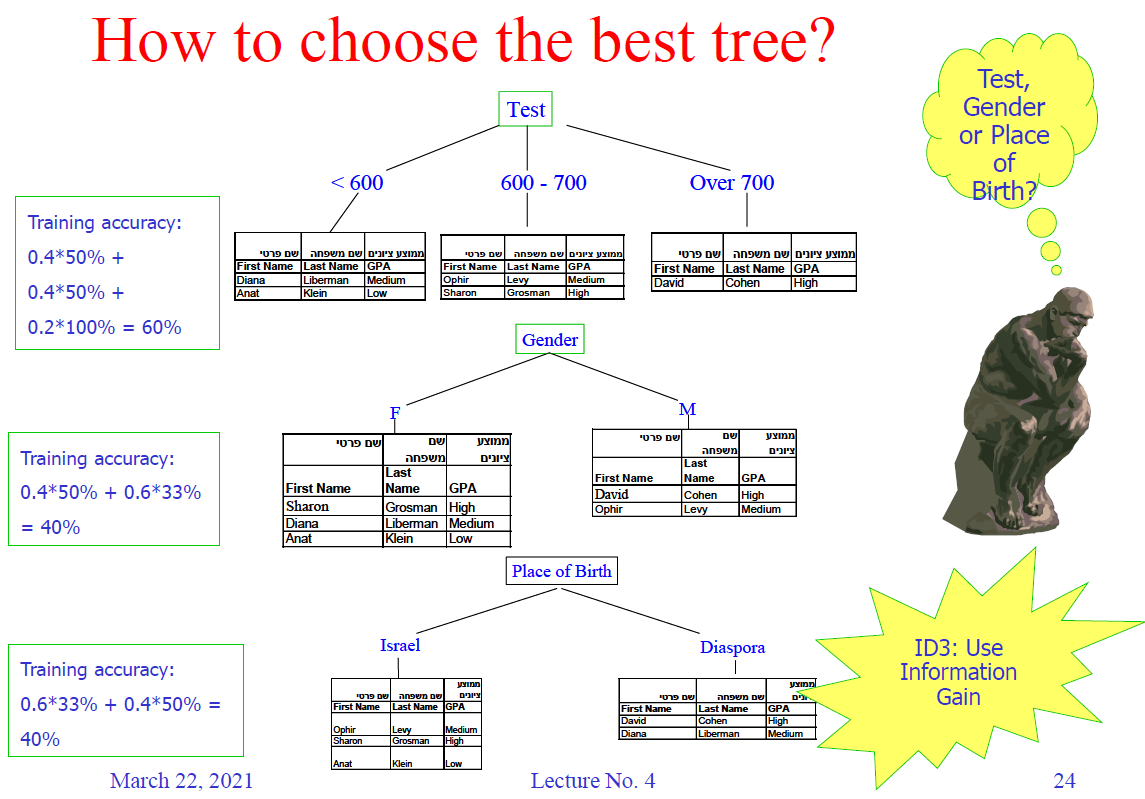 How to choose the best tree?
Test,
Gender
or Place
of
Birth?
Test
< 600
600 - 700
Over 700
Training accuracy:
0.4*50% +
0.4*50% +
0.2*100% = 60%
שם פרטי שם משפחה ממוצע ציונים
First Name Last Name GPA
Diana Liberman Medium
Anat Klein Low
שם פרטי שם משפחה ממוצע ציונים
First Name Last Name GPA
Ophir Levy Medium
Sharon Grosman High
שם פרטי שם משפחה ממוצע ציונים
First Name Last Name GPA
David Cohen High
Gender
F
M
Training accuracy:
0.4*50% + 0.6*33%
= 40%
שם פרטי שם משפחה ממוצע ציונים
First Name Last Name GPA
Sharon Grosman High
Diana Liberman Medium
Anat Klein Low
שם פרטי שם משפחה ממוצע ציונים
First Name Last Name GPA
David Cohen High
Ophir Levy Medium
Place of Birth
Israel
Diaspora
Training accuracy:
0.6*33% + 0.4*50% =
40%
שם פרטי שם משפחה ממוצע ציונים
First Name Last Name GPA
Ophir Levy Medium
Sharon Grosman High
Anat Klein Low
שם פרטי שם משפחה ממוצע
First Name Last Name GPA
David Cohen High
Diana Liberman Medium
ID3: Use
Information
Gain
March 22, 2021
Lecture No. 4
24